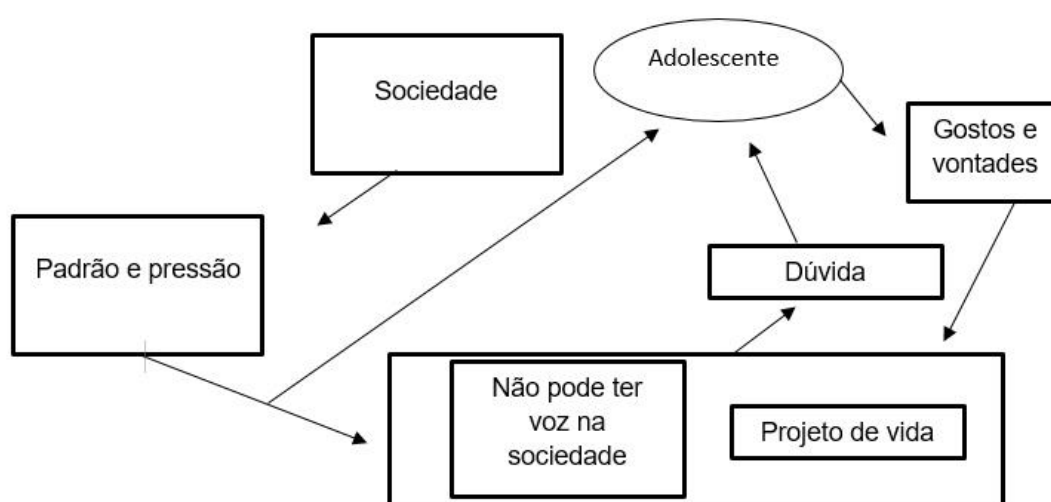 Adolescente
Sociedade
Gostos e
vontades
Padrão e pressão
Dúvida
Não pode ter
voz na
sociedade
Projeto de vida